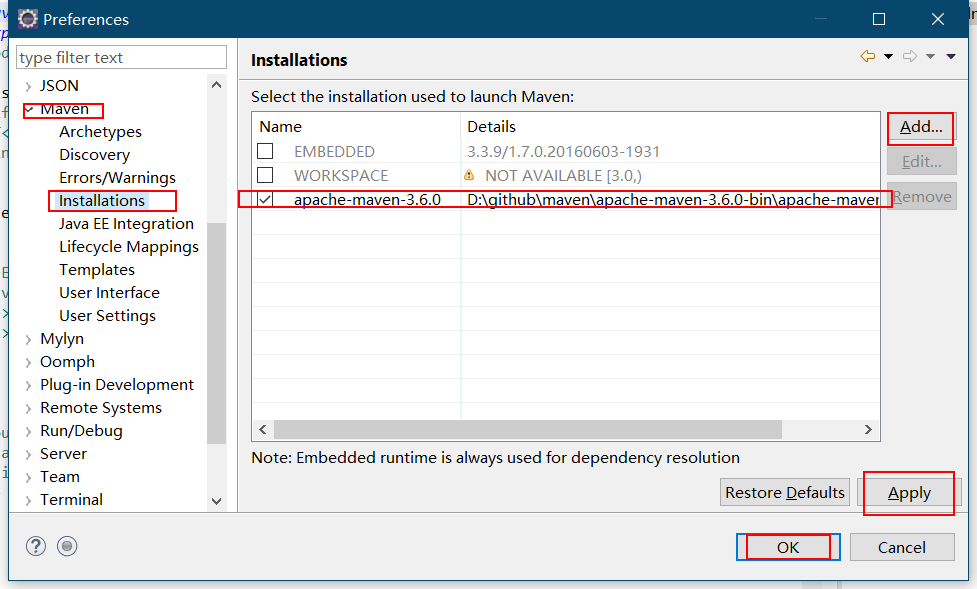 Preferences
type filter text
JSON
Maven
Archetypes
Discovery
Errors/Warnings
Installations
Java EE Integration
Lifecycle Mappings
Templates
User Interface
User Settings
Mylyn
Oomph
Plug-in Development
Remote Systems
Run/Debug
Server
Team
Terminal
Installations
Select the installation used to launch Maven:
Name Details
EMBEDDED 3.3.9/1.7.0.20160603-1931
WORKSPACE NOT AVAILABLE [3.0,)
apache-maven-3.6.0 D:\github\maven\apache-maven-3.6.0-bin\apache-maven
Add...
Edit...
Remove
Note: Embedded runtime is always used for dependency resolution
Restore Defaults Apply
OK Cancel